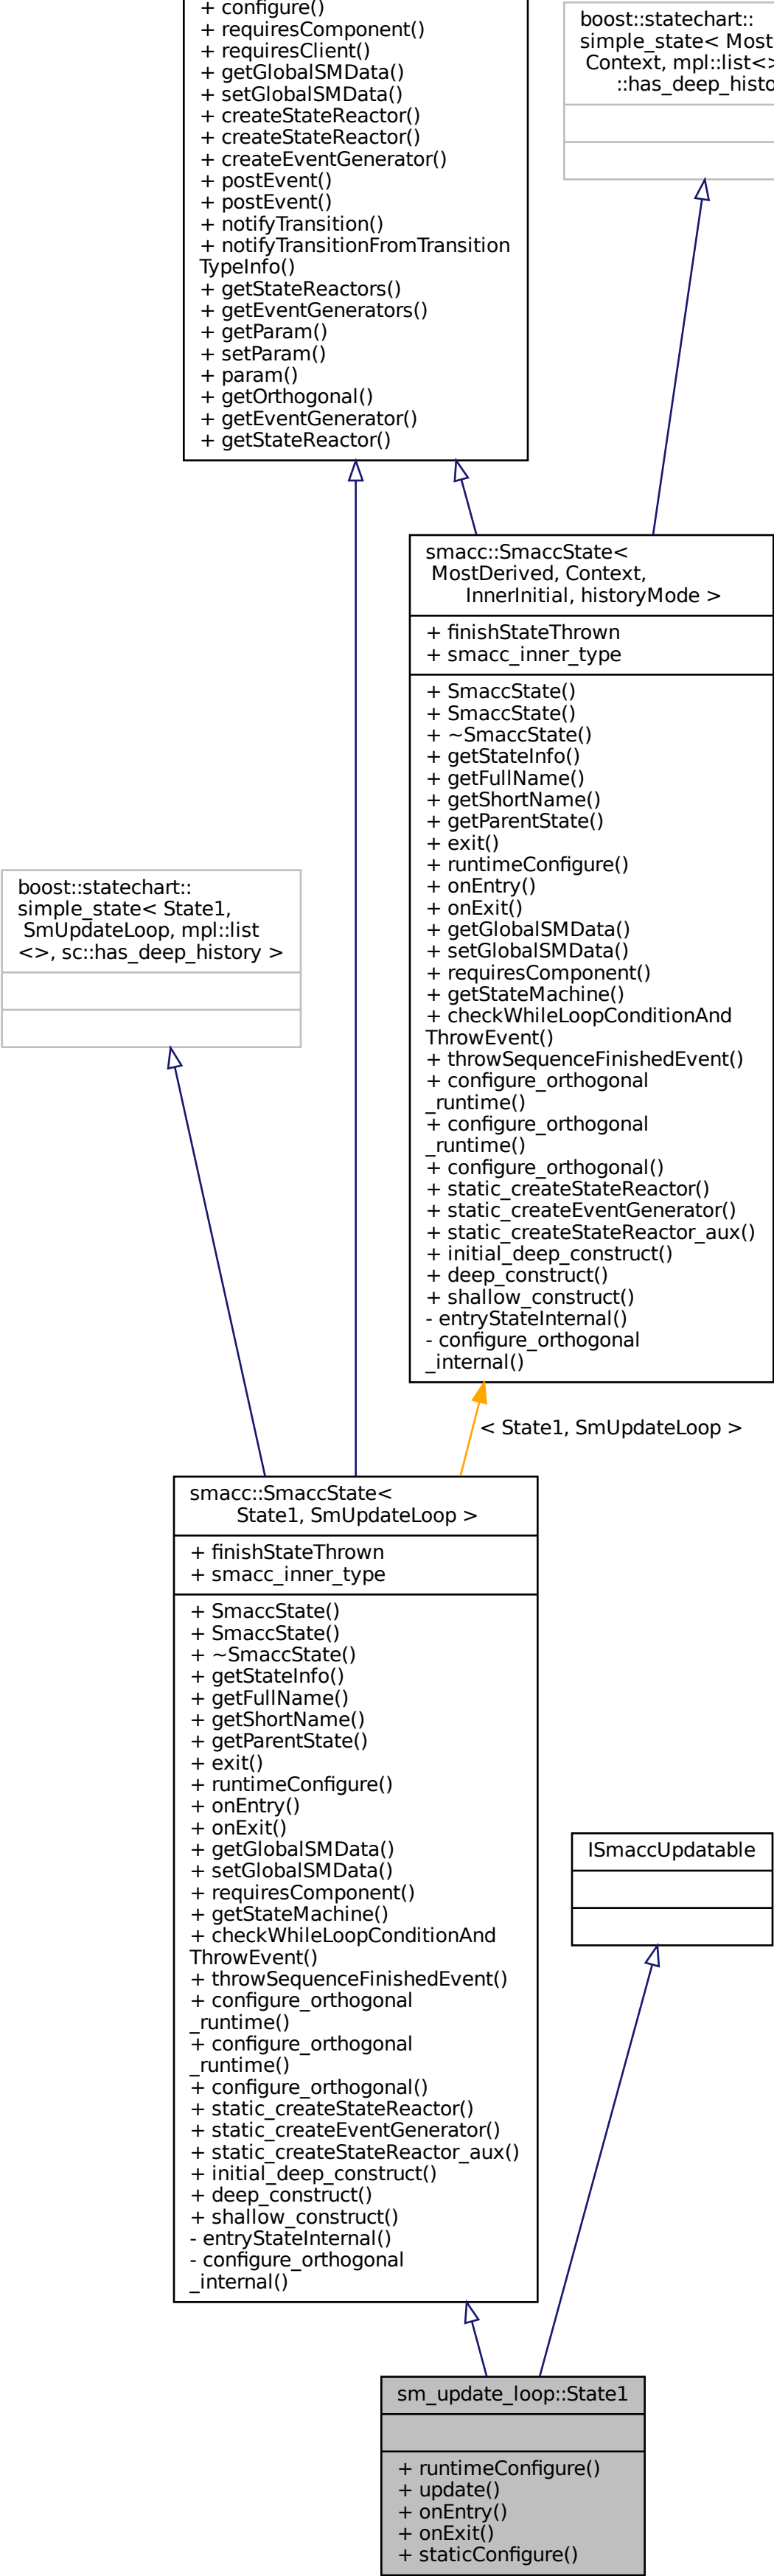 + configure()
+ requiresComponent()
+ requiresClient()
+ getGlobalSMData()
+ setGlobalSMData()
+ createStateReactor()
+ createStateReactor()
+ createEventGenerator()
+ postEvent()
+ postEvent()
+ notifyTransition()
+ notifyTransitionFromTransition
TypeInfo()
+ getStateReactors()
+ getEventGenerators()
+ getParam()
+ setParam()
+ param()
+ getOrthogonal()
+ getEventGenerator()
+ getStateReactor()
boost::statechart::
simple_state< Most
Context, mpl::list<>
::has_deep_histo
smacc::SmaccState<
MostDerived, Context,
InnerInitial, historyMode >
+ finishStateThrown
+ smacc_inner_type
+ SmaccState()
+ SmaccState()
+ ~SmaccState()
+ getStateInfo()
+ getFullName()
+ getShortName()
+ getParentState()
+ exit()
+ runtimeConfigure()
+ onEntry()
+ onExit()
+ getGlobalSMData()
+ setGlobalSMData()
+ requiresComponent()
+ getStateMachine()
+ checkWhileLoopConditionAnd
ThrowEvent()
+ throwSequenceFinishedEvent()
+ configure_orthogonal
_runtime()
+ configure_orthogonal
_runtime()
+ configure_orthogonal()
+ static_createStateReactor()
+ static_createEventGenerator()
+ static_createStateReactor_aux()
+ initial_deep_construct()
+ deep_construct()
+ shallow_construct()
- entryStateInternal()
- configure_orthogonal
_internal()
boost::statechart::
simple_state< State1,
SmUpdateLoop, mpl::list
<>, sc::has_deep_history >
< State1, SmUpdateLoop >
smacc::SmaccState<
State1, SmUpdateLoop >
+ finishStateThrown
+ smacc_inner_type
+ SmaccState()
+ SmaccState()
+ ~SmaccState()
+ getStateInfo()
+ getFullName()
+ getShortName()
+ getParentState()
+ exit()
+ runtimeConfigure()
+ onEntry()
+ onExit()
+ getGlobalSMData()
+ setGlobalSMData()
+ requiresComponent()
+ getStateMachine()
+ checkWhileLoopConditionAnd
ThrowEvent()
+ throwSequenceFinishedEvent()
+ configure_orthogonal
_runtime()
+ configure_orthogonal
_runtime()
+ configure_orthogonal()
+ static_createStateReactor()
+ static_createEventGenerator()
+ static_createStateReactor_aux()
+ initial_deep_construct()
+ deep_construct()
+ shallow_construct()
- entryStateInternal()
- configure_orthogonal
_internal()
ISmaccUpdatable
sm_update_loop::State1
+ runtimeConfigure()
+ update()
+ onEntry()
+ onExit()
+ staticConfigure()